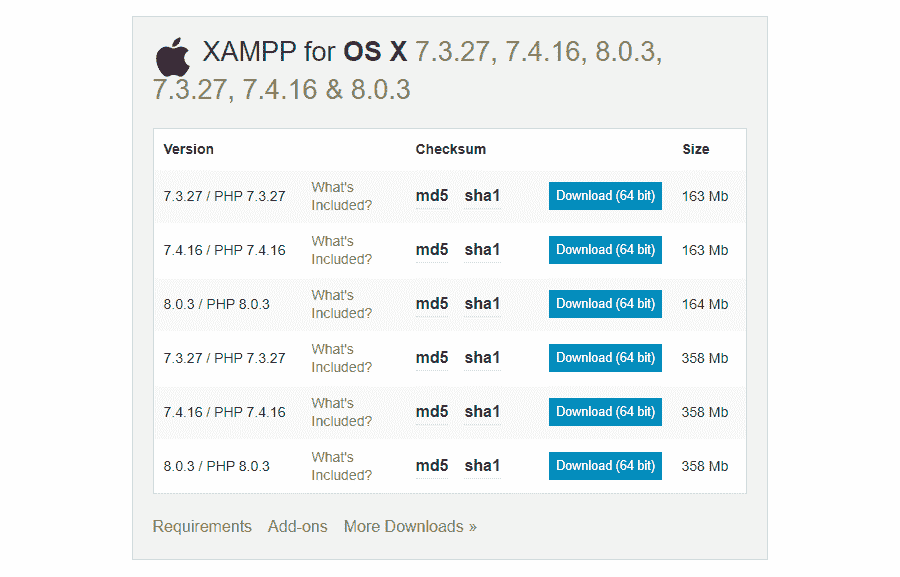 XAMPP for OS X 7.3.27, 7.4.16, 8.0.3,
7.3.27, 7.4.16 & 8.0.3
Version Checksum Size
7.3.27 / PHP 7.3.27 What's Included? md5 sha1 Download (64 bit) 163 Mb
7.4.16 / PHP 7.4.16 What's Included? md5 sha1 Download (64 bit) 163 Mb
8.0.3 / PHP 8.0.3 What's Included? md5 sha1 Download (64 bit) 164 Mb
7.3.27 / PHP 7.3.27 What's Included? md5 sha1 Download (64 bit) 358 Mb
7.4.16 / PHP 7.4.16 What's Included? md5 sha1 Download (64 bit) 358 Mb
8.0.3 / PHP 8.0.3 What's Included? md5 sha1 Download (64 bit) 358 Mb
Requirements Add-ons More Downloads »